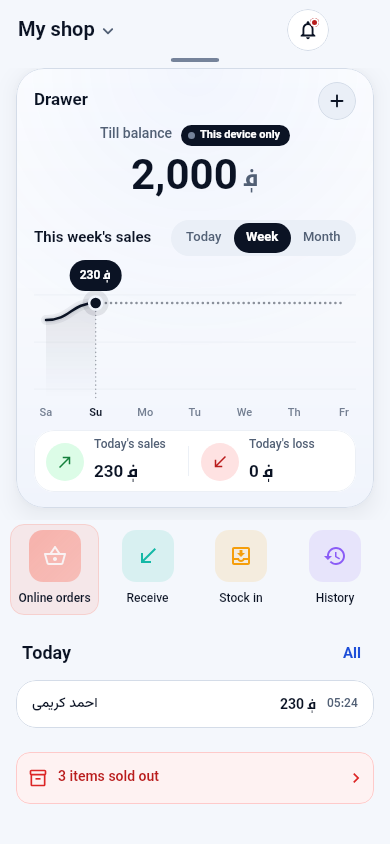 My shop
Drawer
Till balance This device only
2,000 ؋
This week's sales Today Week Month
230 ؋
Sa Su Mo Tu We Th Fr
Today's sales Today's loss
230 ؋ 0 ؋
Online orders Receive Stock in History
Today All
احمد کریمی 230 ؋ 05:24
3 items sold out